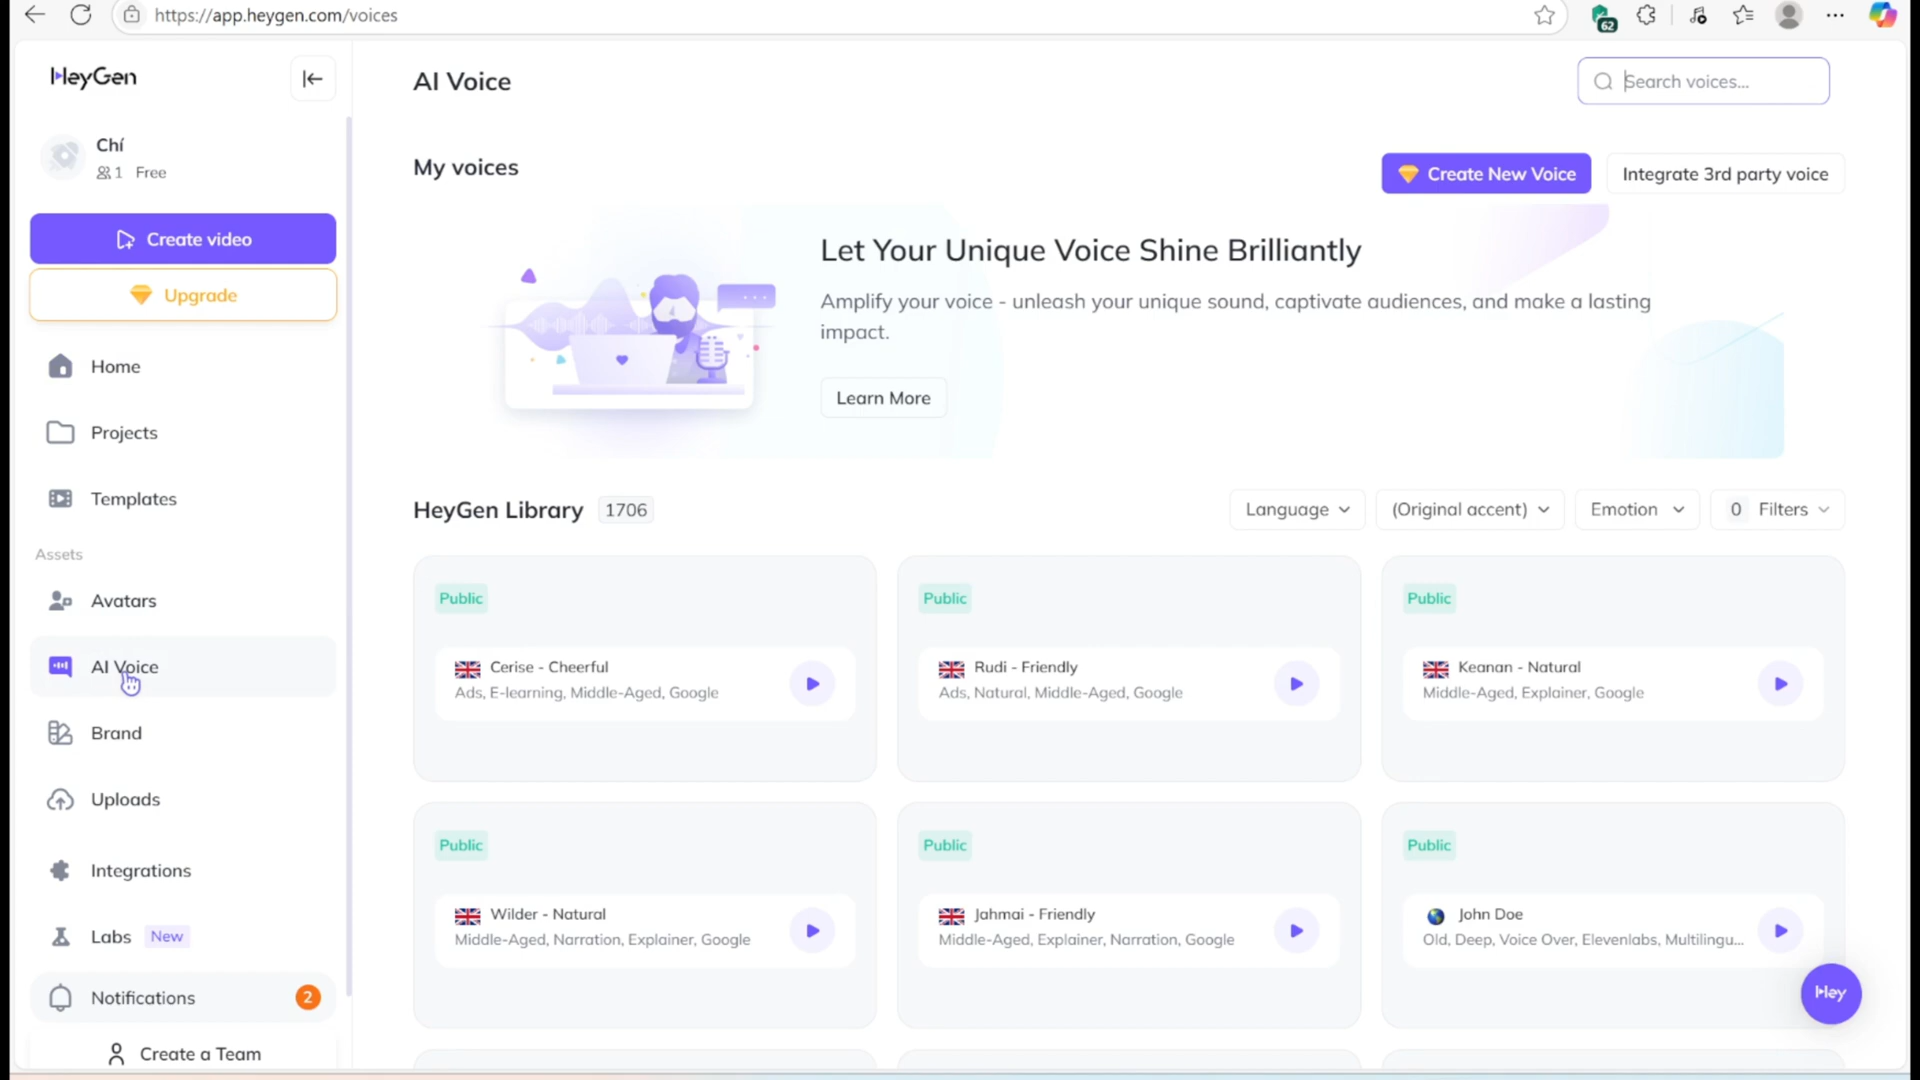 https://app.heygen.com/voices
62
HeyGen
Chí
1 Free
Create video
Upgrade
Home
Projects
Templates
Assets
Avatars
AI Voice
Brand
Uploads
Integrations
Labs New
Notifications 2
Create a Team
AI Voice
Search voices...
My voices
Create New Voice
Integrate 3rd party voice
Let Your Unique Voice Shine Brilliantly
Amplify your voice - unleash your unique sound, captivate audiences, and make a lasting
impact.
Learn More
HeyGen Library 1706
Language
(Original accent)
Emotion
0 Filters
Public
Cerise - Cheerful
Ads, E-learning, Middle-Aged, Google
Public
Rudi - Friendly
Ads, Natural, Middle-Aged, Google
Public
Keanan - Natural
Middle-Aged, Explainer, Google
Public
Wilder - Natural
Middle-Aged, Narration, Explainer, Google
Public
Jahmai - Friendly
Middle-Aged, Explainer, Narration, Google
Public
John Doe
Old, Deep, Voice Over, Elevenlabs, Multilingu...
Hey